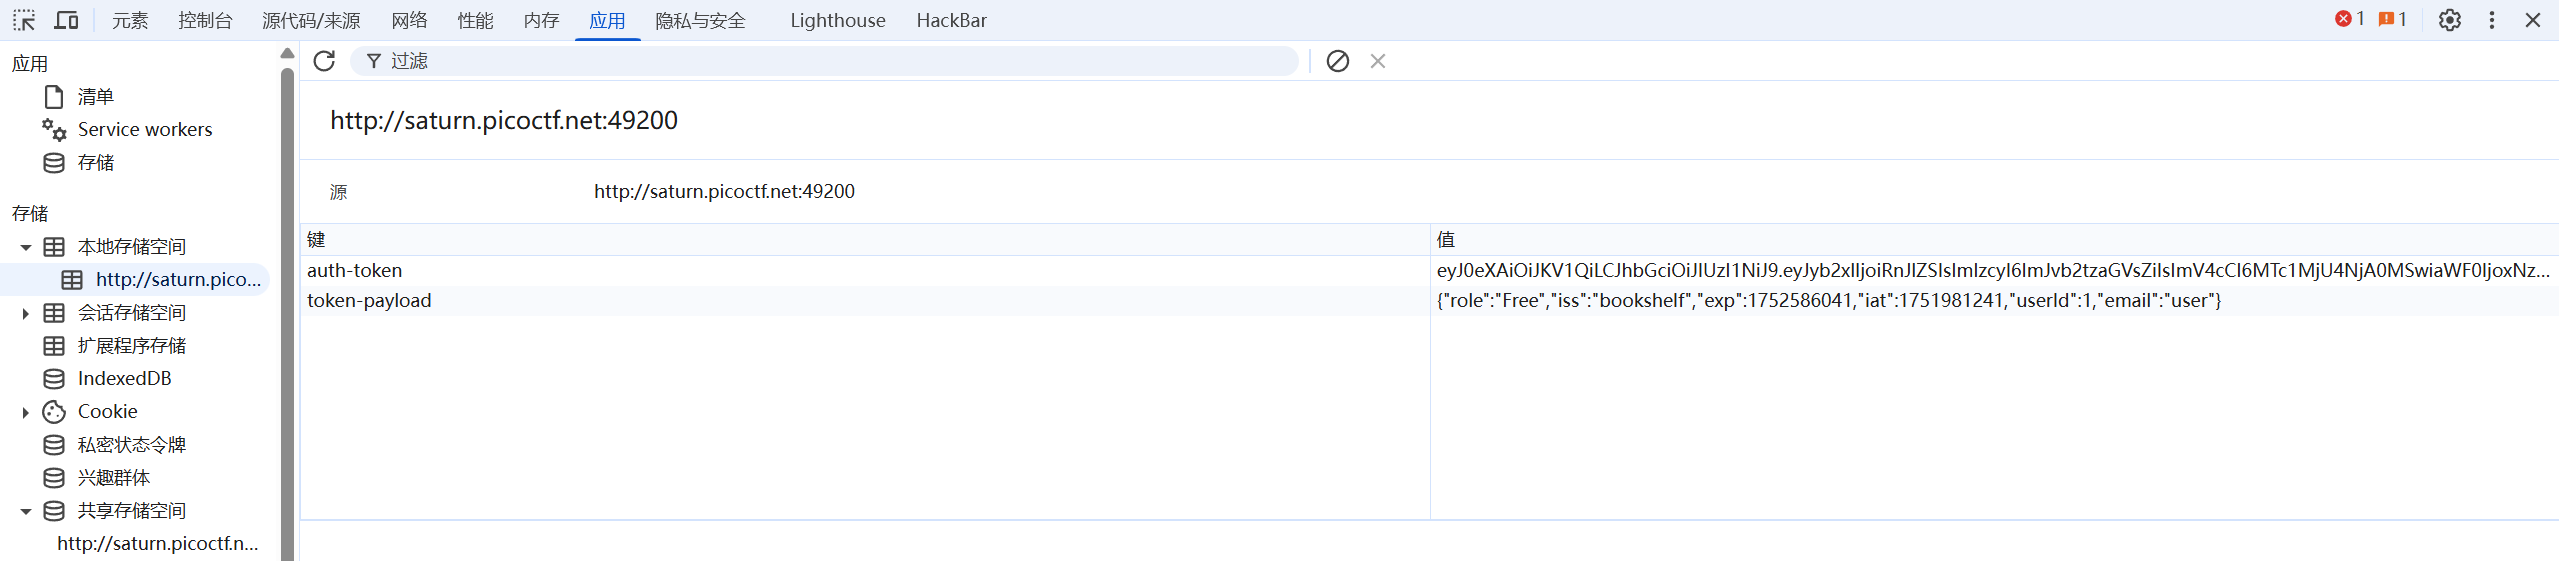 元素 控制台 源代码/来源 网络 性能 内存 应用 隐私与安全 Lighthouse HackBar 1 1
应用
清单
Service workers
存储
存储
本地存储空间
http://saturn.pico...
会话存储空间
扩展程序存储
IndexedDB
Cookie
私密状态令牌
兴趣群体
共享存储空间
http://saturn.picoctf.n...
过滤
http://saturn.picoctf.net:49200
源 http://saturn.picoctf.net:49200
键 值
auth-token eyJ0eXAiOiJKV1QiLCJhbGciOiJIUzI1NiJ9.eyJyb2xlIjoiRnJlZSIsImlzcyI6ImJvb2tzaGVsZiIsImV4cCI6MTc1MjU4NjA0MSwiaWF0IjoxNz...
token-payload {"role":"Free","iss":"bookshelf","exp":1752586041,"iat":1751981241,"userId":1,"email":"user"}